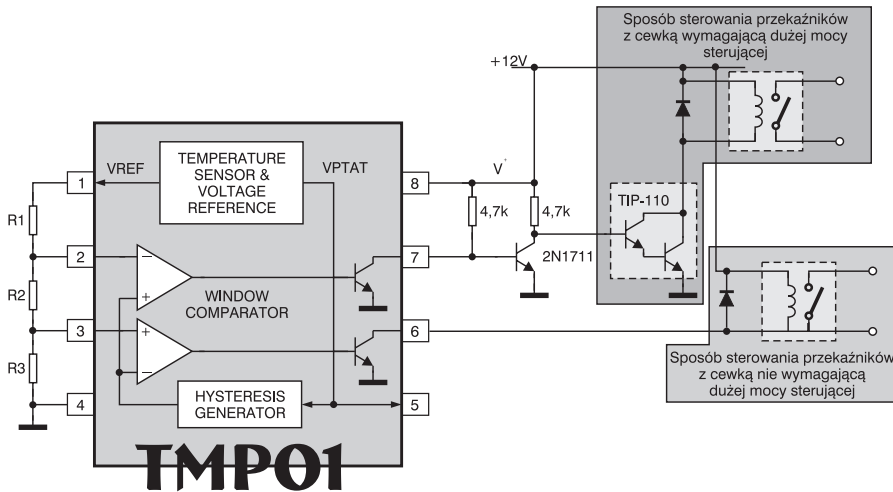 Sposób sterowania przekaźników
z cewką wymagającą dużej mocy
sterującej
+12V
TEMPERATURE
SENSOR &
VOLTAGE
REFERENCE
VREF
VPTAT
1
8
V+
R1
4,7k
4,7k
TIP-110
2
7
2N1711
R2
WINDOW
COMPARATOR
3
6
R3
HYSTERESIS
GENERATOR
4
5
Sposób sterowania przekaźników
z cewką nie wymagającą
dużej mocy sterującej
TMP01